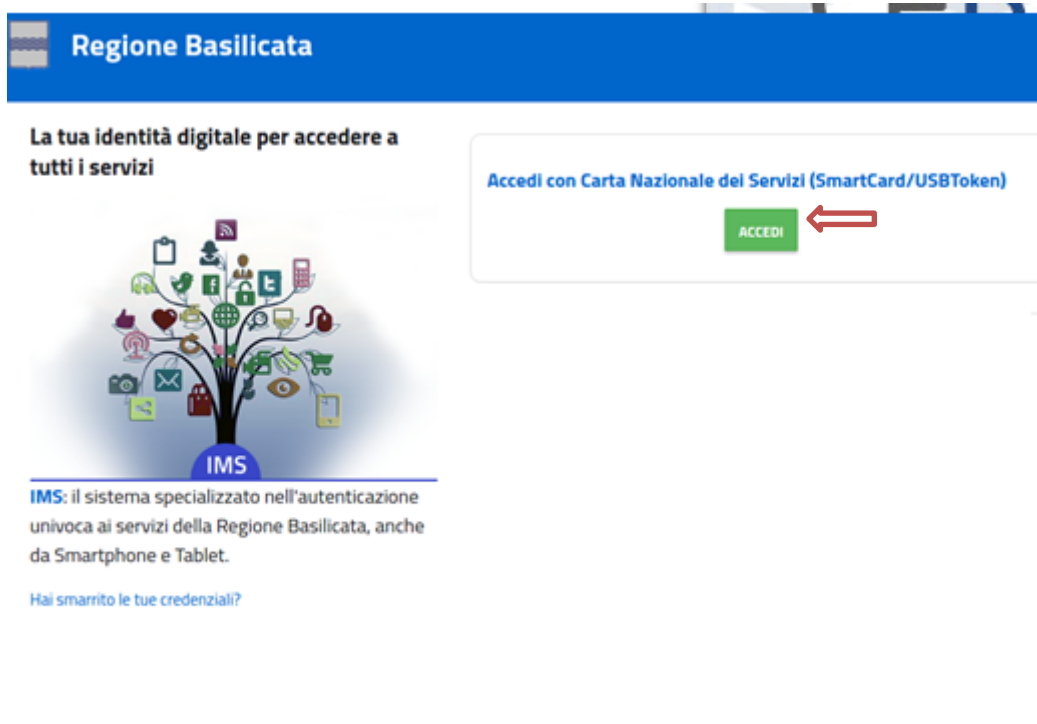 Regione Basilicata
La tua identità digitale per accedere a
tutti i servizi
Accedi con Carta Nazionale dei Servizi (SmartCard/USBToken)
ACCEDI
IMS
IMS: il sistema specializzato nell'autenticazione
univoca ai servizi della Regione Basilicata, anche
da Smartphone e Tablet.
Hai smarrito le tue credenziali?